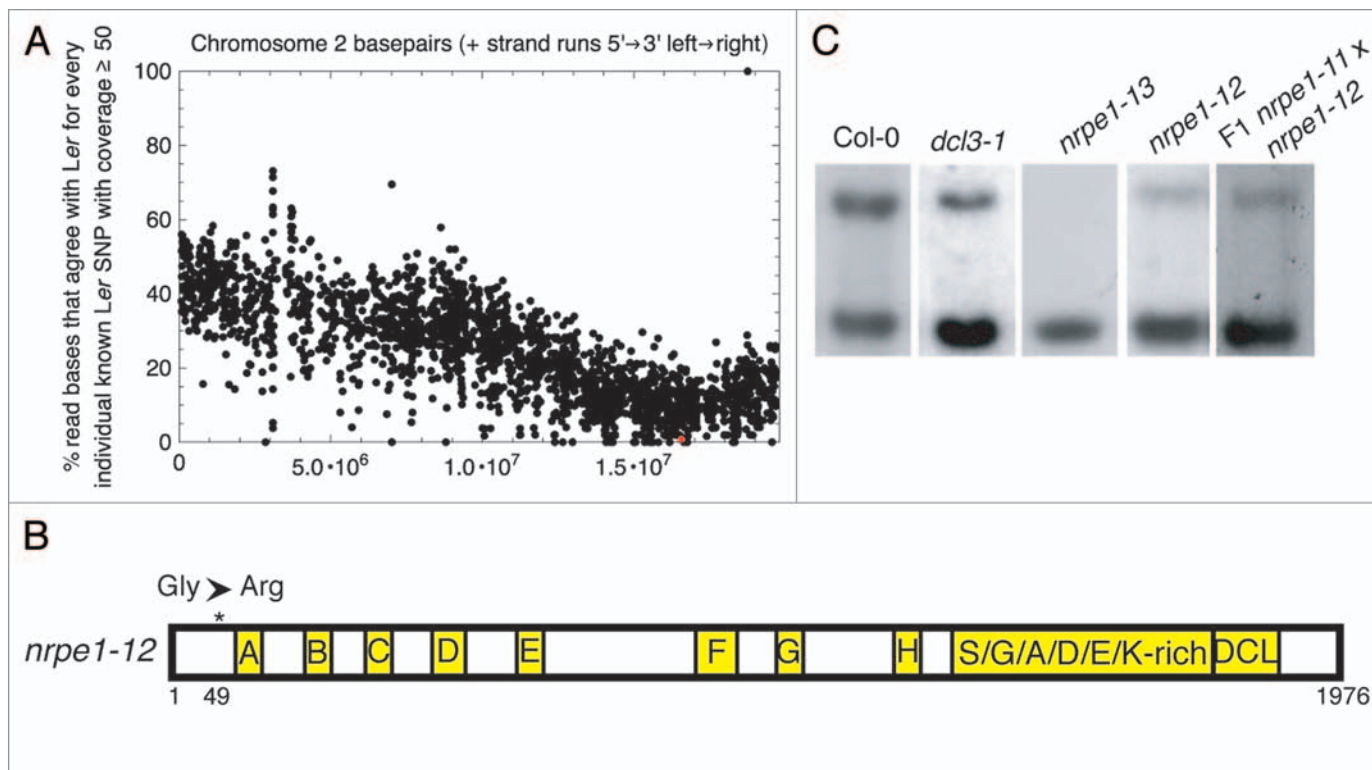 A
Chromosome 2 basepairs (+ strand runs 5'→3' left→right)
% read bases that agree with Ler for every
individual known Ler SNP with coverage ≥ 50
100
80
60
40
20
0
0
5.0•10⁶
1.0•10⁷
1.5•10⁷
C
Col-0
dcl3-1
nrpe1-13
nrpe1-12
F1 nrpe1-11 x
nrpe1-12
B
Gly ➤ Arg
*
nrpe1-12
A B C D E F G H S/G/A/D/E/K-rich DCL
1 49 1976